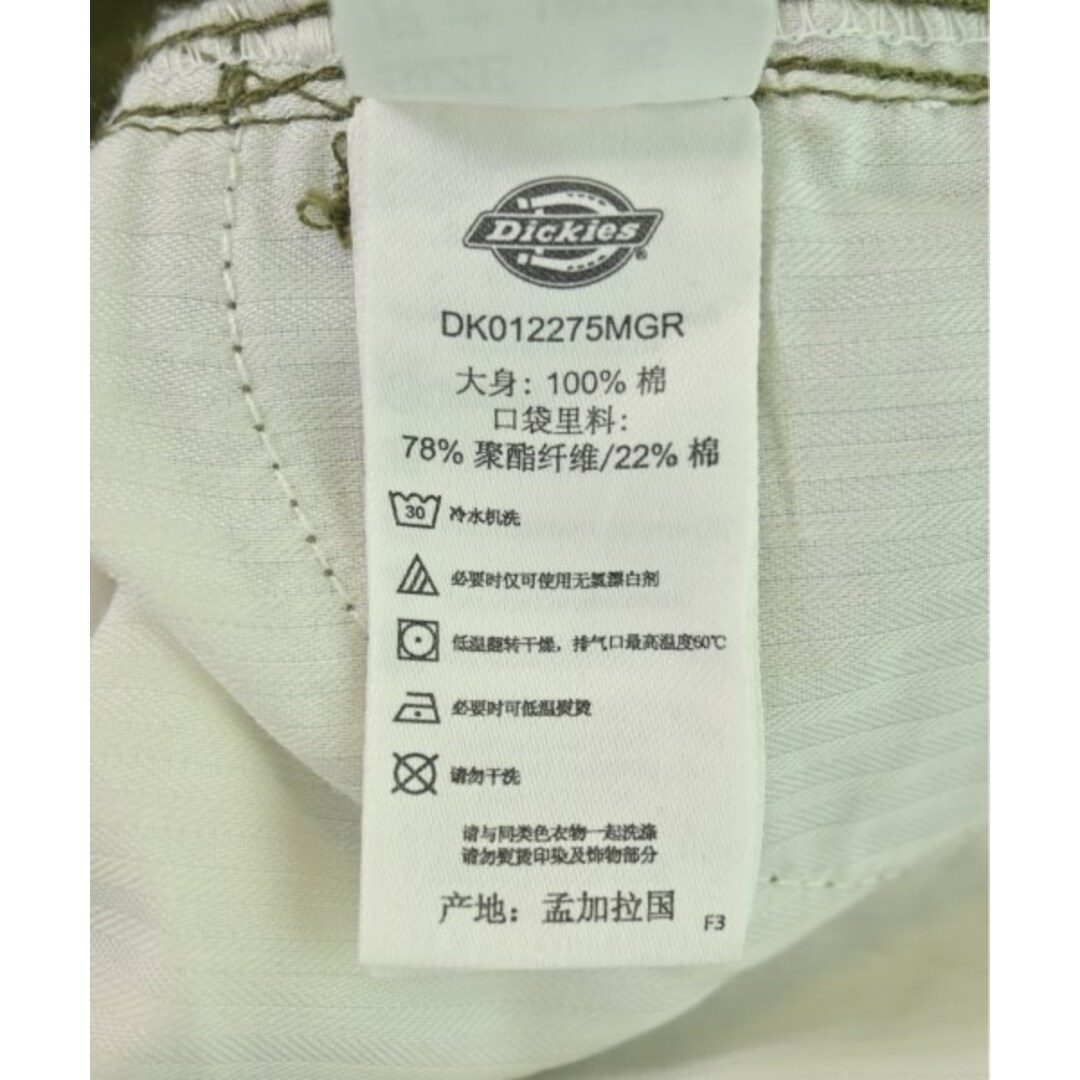 Dickies®
DK012275MGR
大身: 100% 棉
口袋里料:
78% 聚酯纤维/22% 棉
30 冷水机洗
必要时仅可使用无氯漂白剂
低温翻转干燥，排气口最高温度60℃
必要时可低温熨烫
请勿干洗
请与同类色衣物一起洗涤
请勿熨烫印染及饰物部分
产地: 孟加拉国
F3